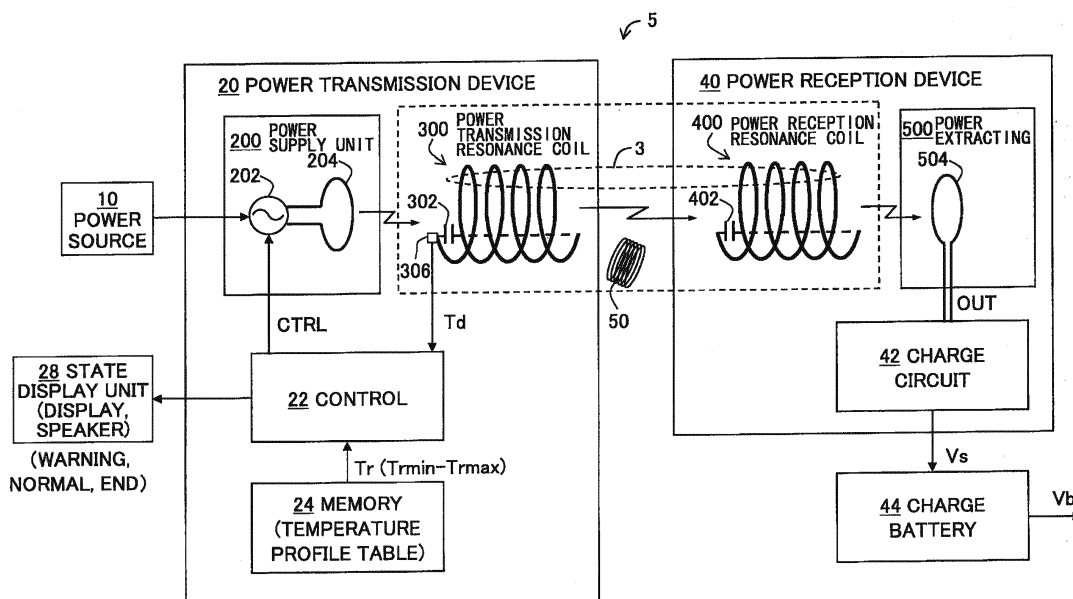 5
20 POWER TRANSMISSION DEVICE
40 POWER RECEPTION DEVICE
200 POWER
SUPPLY UNIT
202
204
300 POWER
TRANSMISSION
RESONANCE COIL
302
306
3
400 POWER RECEPTION
RESONANCE COIL
402
500 POWER
EXTRACTING
504
10
POWER
SOURCE
50
CTRL
Td
OUT
28 STATE
DISPLAY UNIT
(DISPLAY,
SPEAKER)
(WARNING,
NORMAL, END)
22 CONTROL
42 CHARGE
CIRCUIT
Tr (Trmin-Trmax)
Vs
24 MEMORY
(TEMPERATURE
PROFILE TABLE)
44 CHARGE
BATTERY
Vb